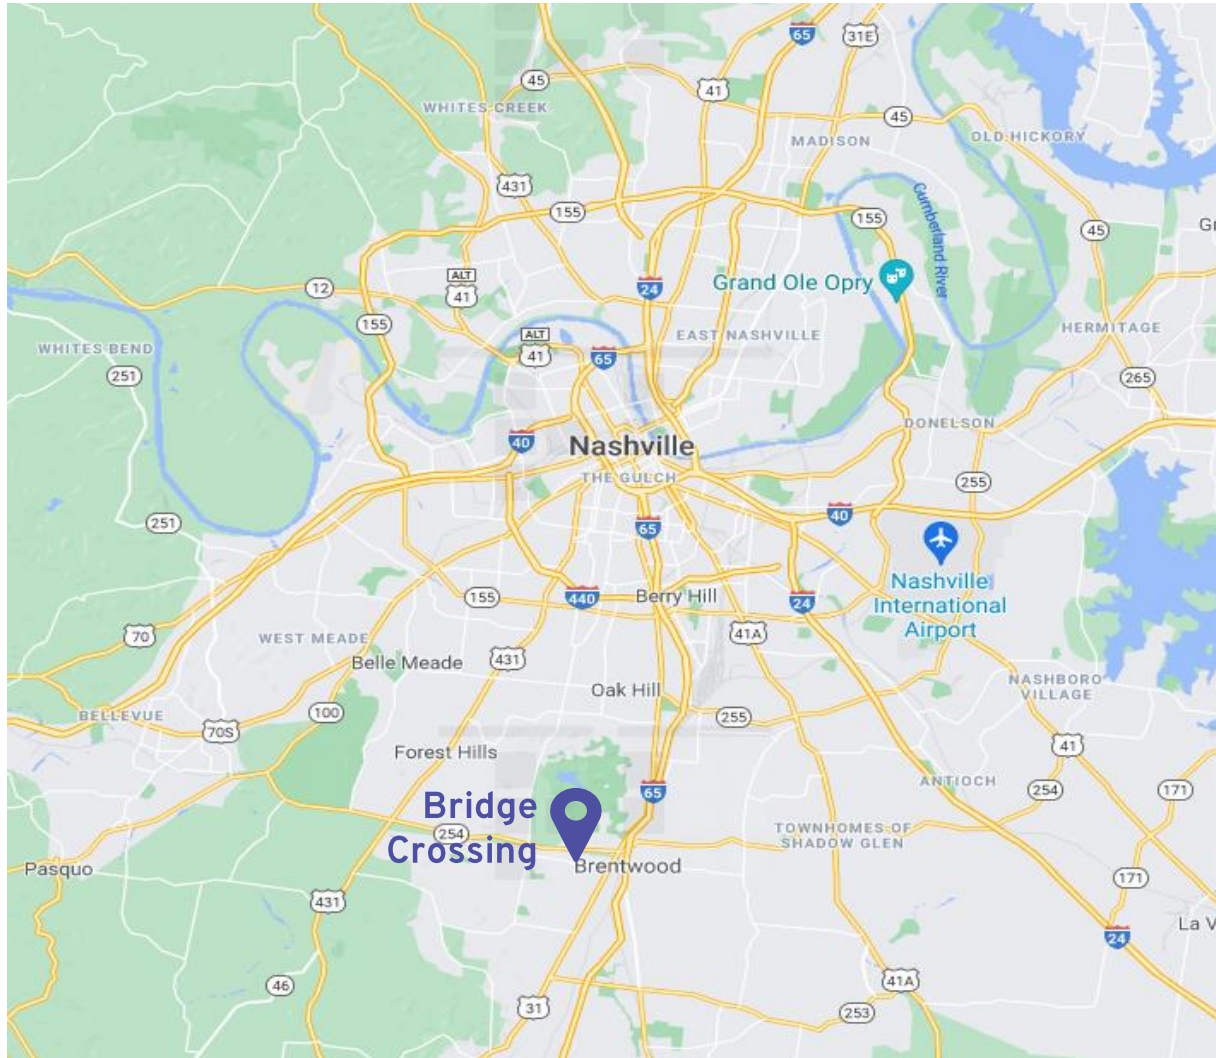 65
31E
45
41
WHITES CREEK
45
MADISON
OLD HICKORY
431
155
155
Cumberland River
45
ALT
41
12
24
Grand Ole Opry
155
ALT
41
65
EAST NASHVILLE
HERMITAGE
WHITES BEND
251
265
40
Nashville
DONELSON
THE GULCH
255
251
65
40
Nashville
International
Airport
155
440
Berry Hill
24
70
WEST MEADE
41A
Belle Meade
431
Oak Hill
NASHBORO
VILLAGE
BELLEVUE
100
255
70S
41
Forest Hills
65
ANTIOCH
254
171
Bridge
Crossing
254
TOWNHOMES OF
SHADOW GLEN
Pasquo
Brentwood
171
431
La V
24
46
41A
31
253